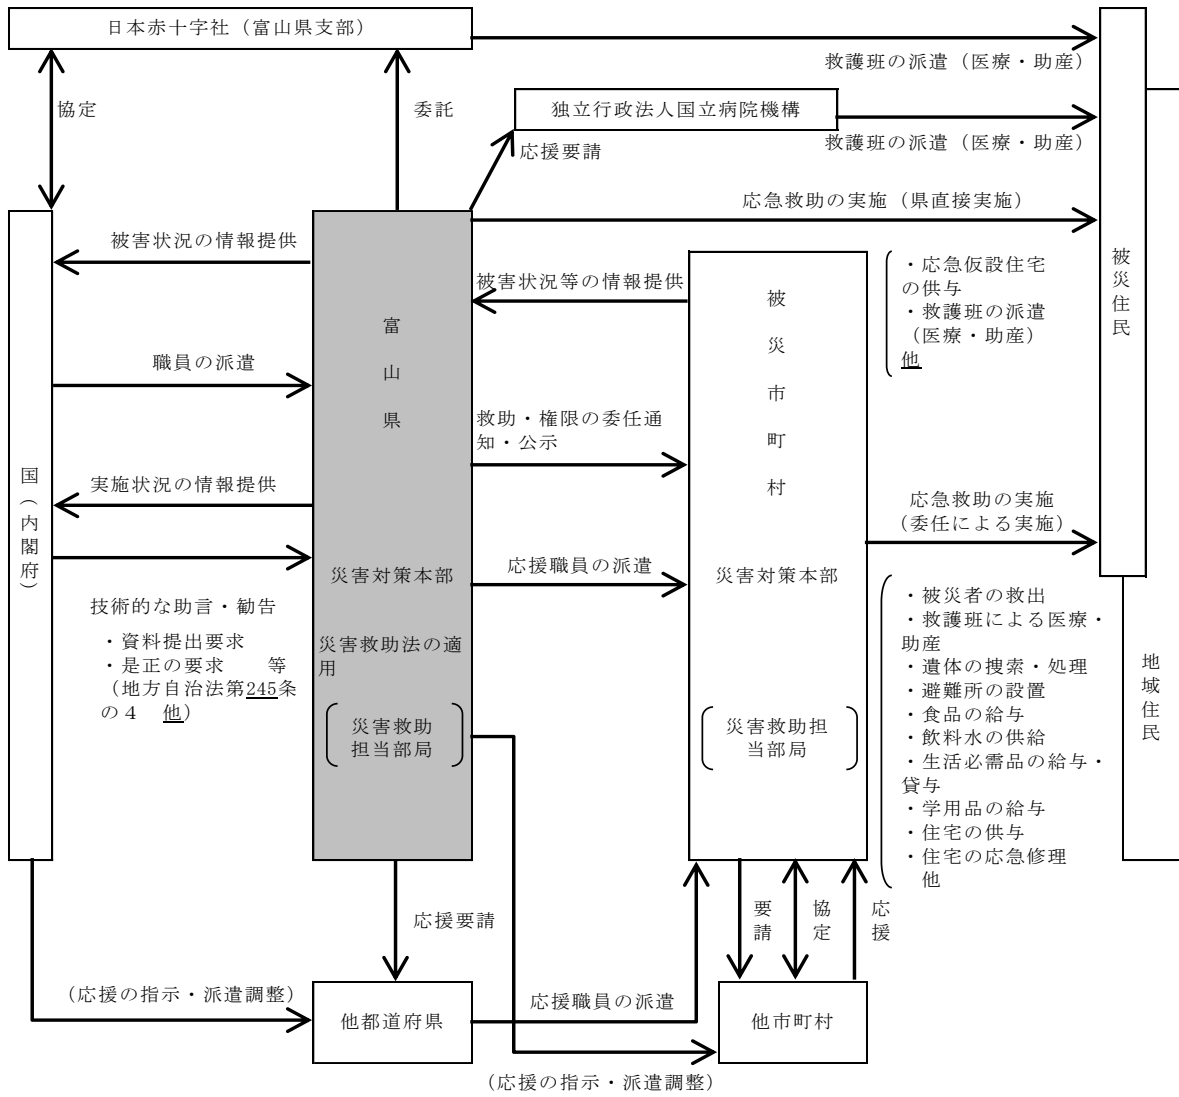 日本赤十字社（富山県支部）
救護班の派遣（医療・助産）
協定
委託
独立行政法人国立病院機構
救護班の派遣（医療・助産）
応援要請
応急救助の実施（県直接実施）
被害状況の情報提供
被害状況等の情報提供
・応急仮設住宅
の供与
・救護班の派遣
（医療・助産）
他
被災住民
職員の派遣
富山県
被災市町村
救助・権限の委任通
知・公示
国（内閣府）
実施状況の情報提供
応急救助の実施
（委任による実施）
災害対策本部
応援職員の派遣
災害対策本部
技術的な助言・勧告
・資料提出要求
・是正の要求　　等
（地方自治法第245条
の４　他）
災害救助法の適
用
災害救助
担当部局
災害救助担
当部局
・被災者の救出
・救護班による医療・
助産
・遺体の捜索・処理
・避難所の設置
・食品の給与
・飲料水の供給
・生活必需品の給与・
貸与
・学用品の給与
・住宅の供与
・住宅の応急修理
他
地域住民
応援要請
要請
協定
応援
（応援の指示・派遣調整）
他都道府県
応援職員の派遣
他市町村
（応援の指示・派遣調整）